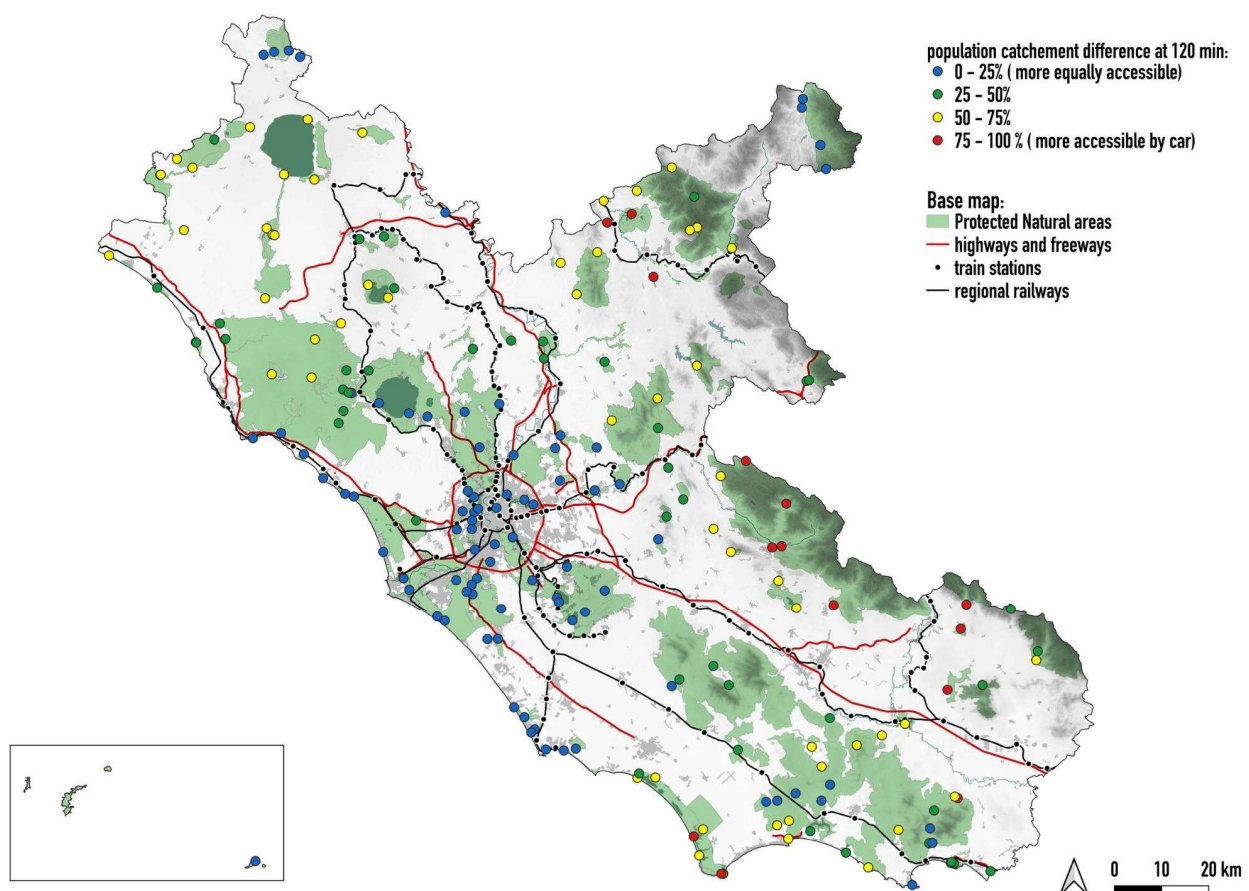 population catchement difference at 120 min:
0 – 25% ( more equally accessible)
25 – 50%
50 – 75%
75 – 100 % ( more accessible by car)
Base map:
Protected Natural areas
highways and freeways
train stations
regional railways
0 10 20 km